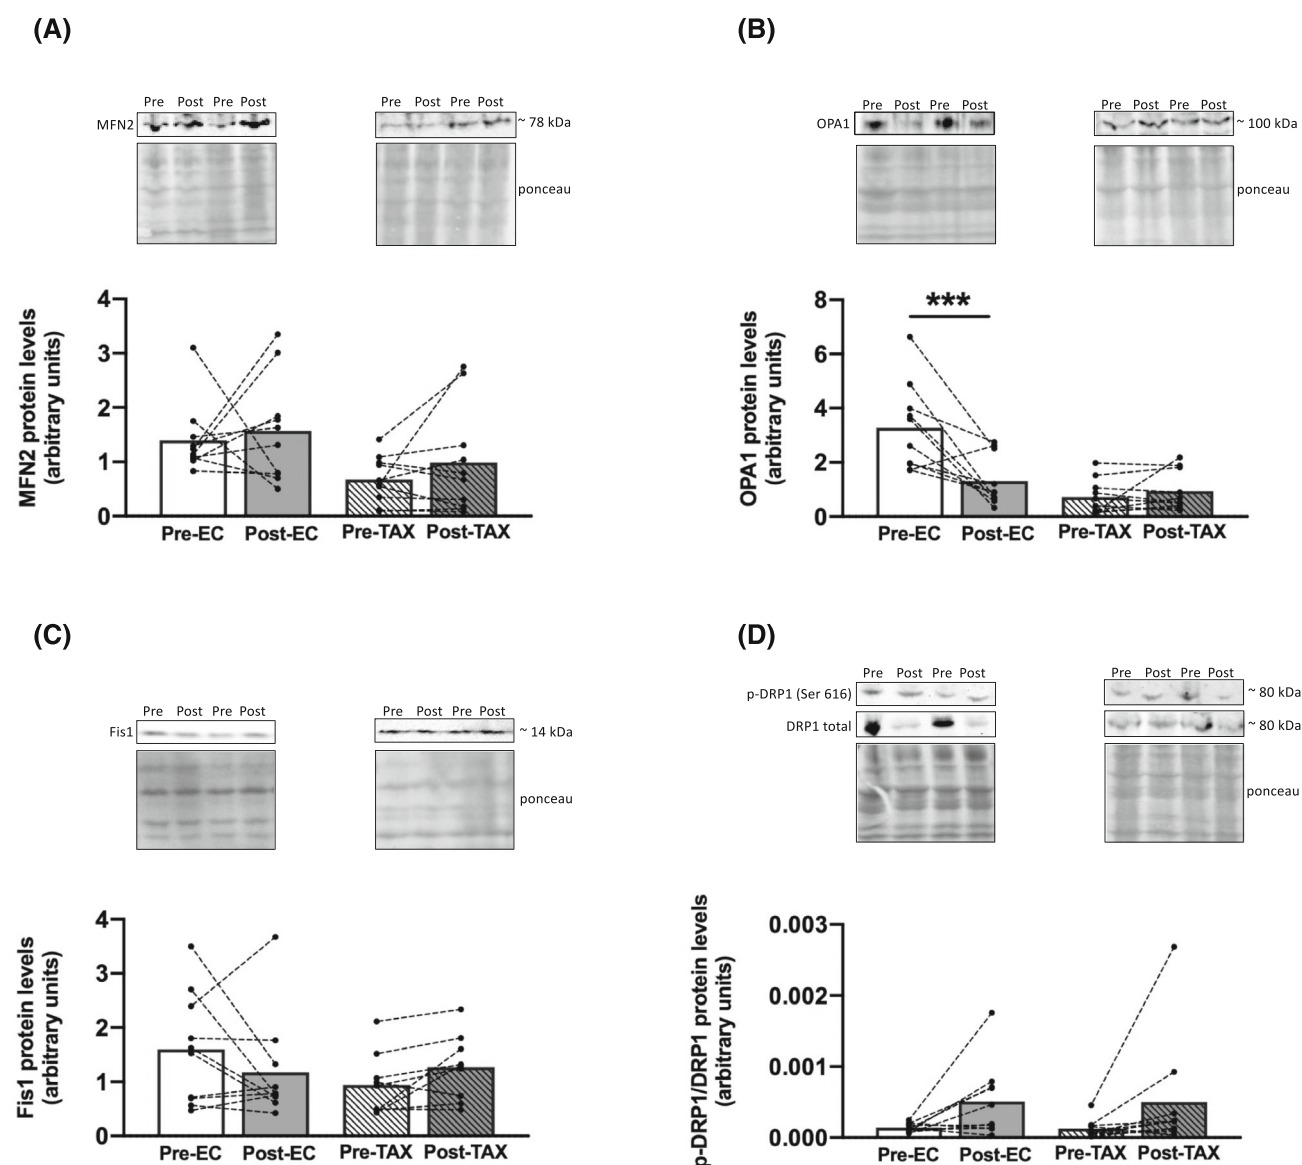 (A)
Pre Post Pre Post
MFN2
Pre Post Pre Post
~ 78 kDa
ponceau
MFN2 protein levels
(arbitrary units)
4
3
2
1
0
Pre-EC Post-EC Pre-TAX Post-TAX
(B)
Pre Post Pre Post
OPA1
Pre Post Pre Post
~ 100 kDa
ponceau
OPA1 protein levels
(arbitrary units)
8
6
4
2
0
***
Pre-EC Post-EC Pre-TAX Post-TAX
(C)
Pre Post Pre Post
Fis1
Pre Post Pre Post
~ 14 kDa
ponceau
Fis1 protein levels
(arbitrary units)
4
3
2
1
0
Pre-EC Post-EC Pre-TAX Post-TAX
(D)
Pre Post Pre Post
p-DRP1 (Ser 616)
DRP1 total
Pre Post Pre Post
~ 80 kDa
~ 80 kDa
ponceau
p-DRP1/DRP1 protein levels
(arbitrary units)
0.003
0.002
0.001
0.000
Pre-EC Post-EC Pre-TAX Post-TAX